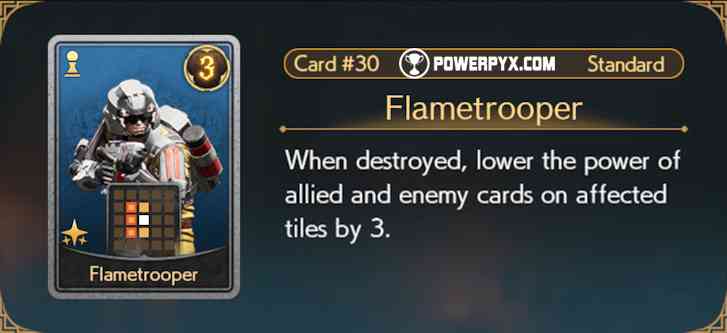 3
Flametrooper
Card #30 POWERPYX.COM Standard
Flametrooper
When destroyed, lower the power of
allied and enemy cards on affected
tiles by 3.